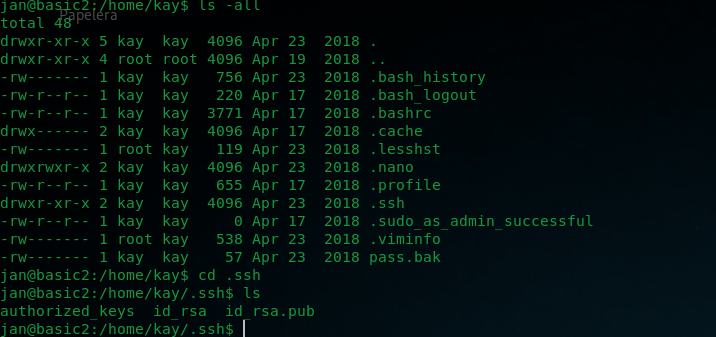 jan@basic2:/home/kay$ ls -all
Papelera
total 48
drwxr-xr-x 5 kay  kay  4096 Apr 23  2018 .
drwxr-xr-x 4 root root 4096 Apr 19  2018 ..
-rw------- 1 kay  kay   756 Apr 23  2018 .bash_history
-rw-r--r-- 1 kay  kay   220 Apr 17  2018 .bash_logout
-rw-r--r-- 1 kay  kay  3771 Apr 17  2018 .bashrc
drwx------ 2 kay  kay  4096 Apr 17  2018 .cache
-rw------- 1 root kay   119 Apr 23  2018 .lesshst
drwxrwxr-x 2 kay  kay  4096 Apr 23  2018 .nano
-rw-r--r-- 1 kay  kay   655 Apr 17  2018 .profile
drwxr-xr-x 2 kay  kay  4096 Apr 23  2018 .ssh
-rw-r--r-- 1 kay  kay     0 Apr 17  2018 .sudo_as_admin_successful
-rw------- 1 root kay   538 Apr 23  2018 .viminfo
-rw------- 1 kay  kay    57 Apr 23  2018 pass.bak
jan@basic2:/home/kay$ cd .ssh
jan@basic2:/home/kay/.ssh$ ls
authorized_keys  id_rsa  id_rsa.pub
jan@basic2:/home/kay/.ssh$